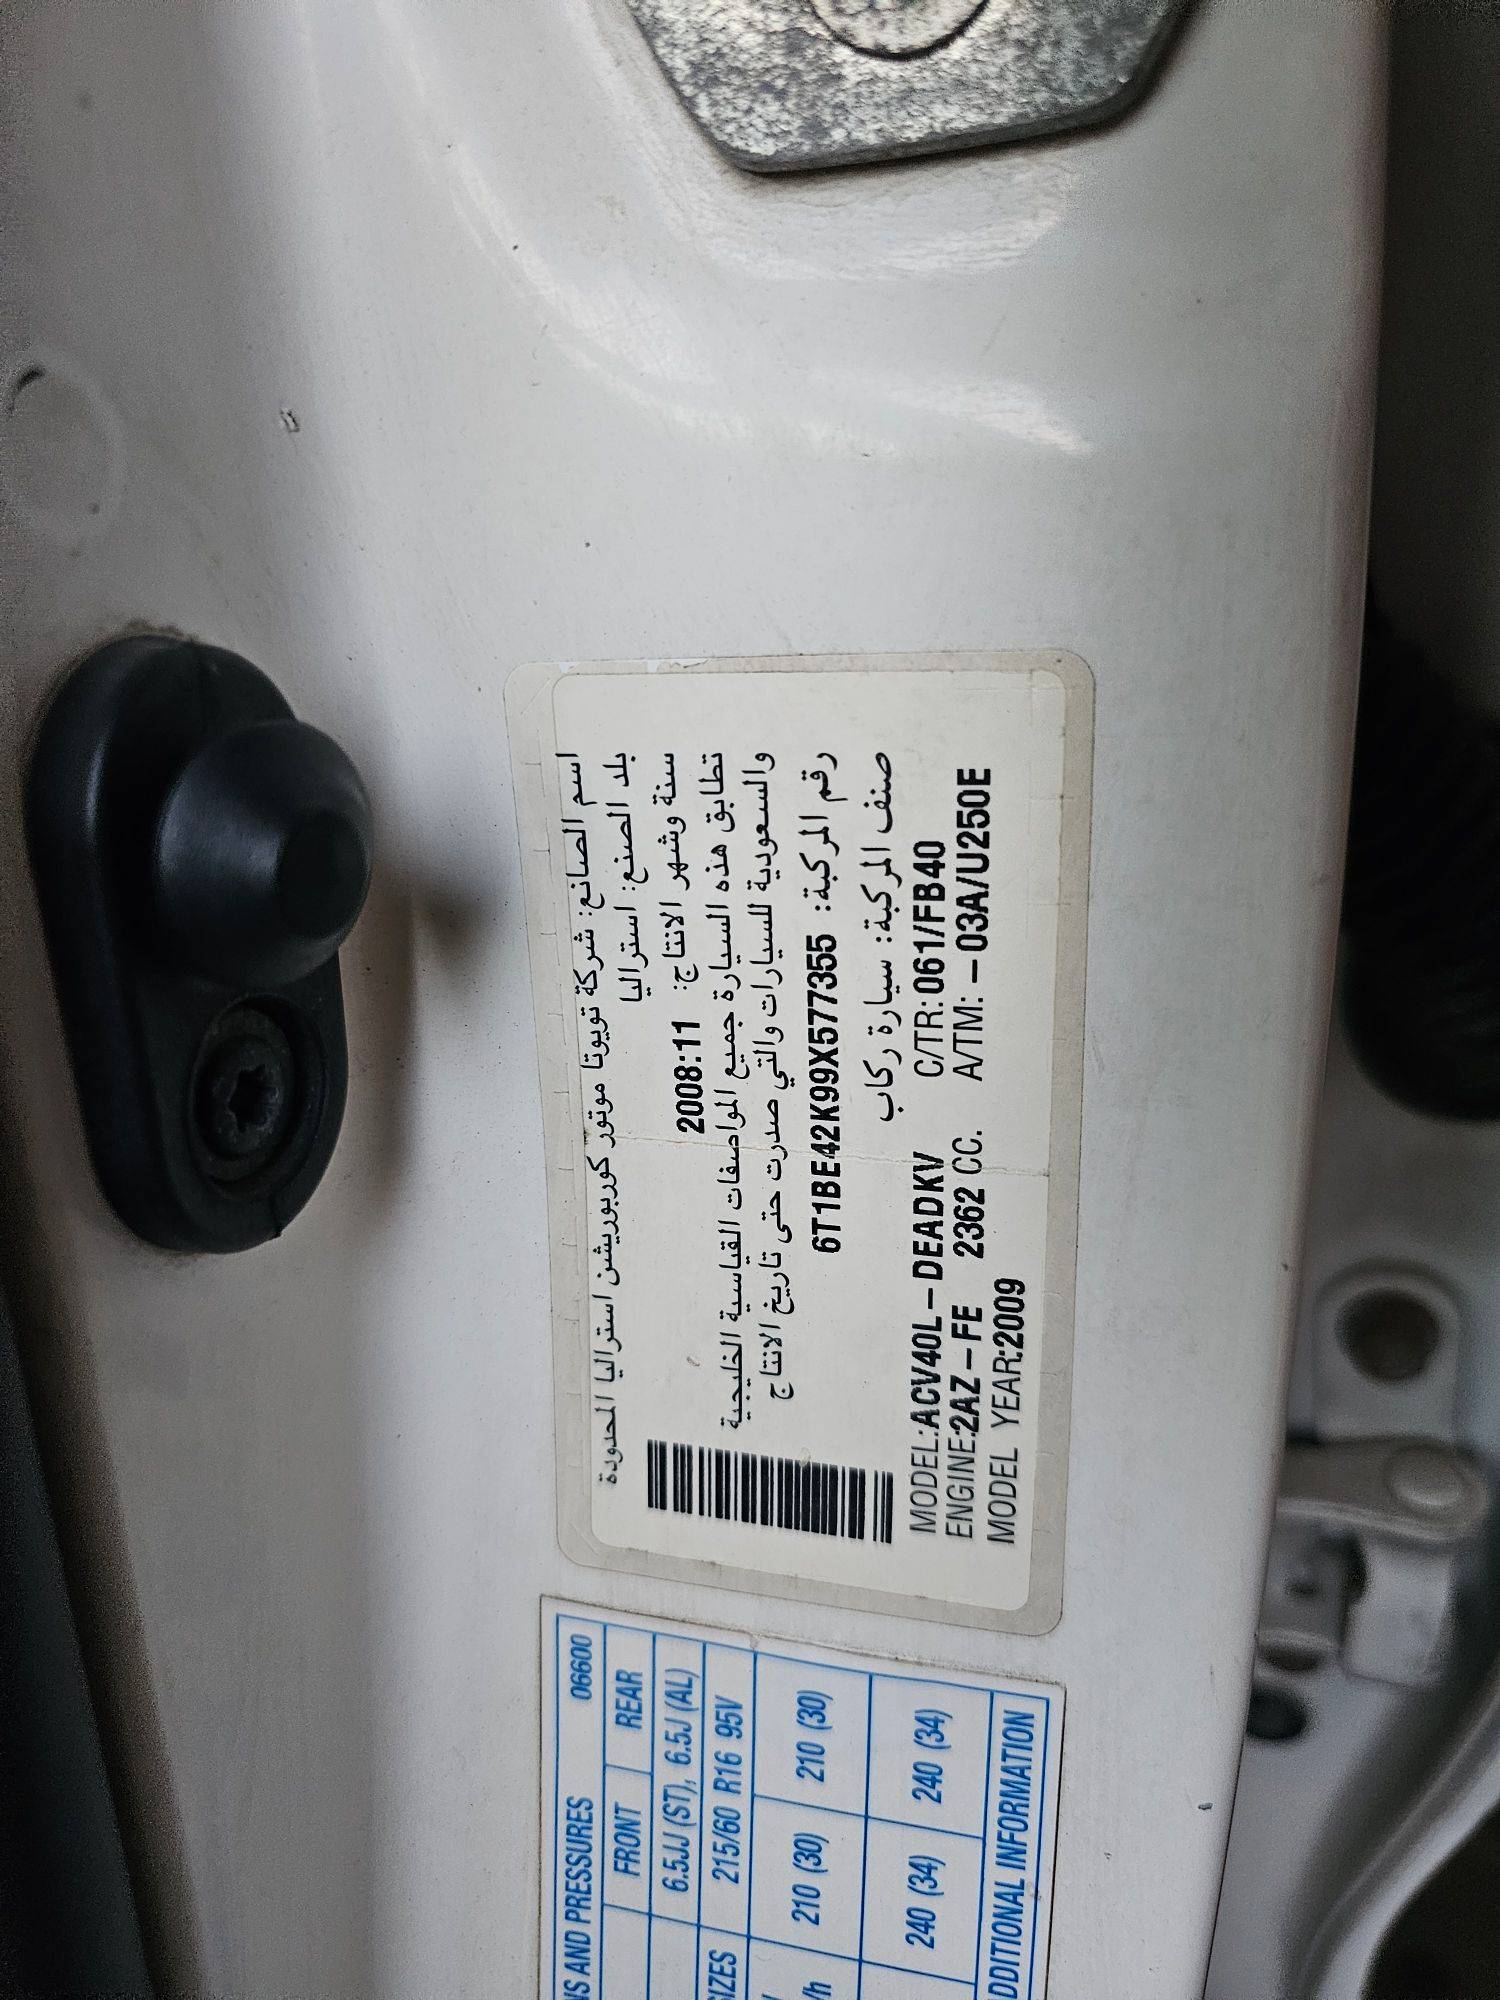 اسم الصانع: شركة تويوتا موتور كوربوريشن استراليا المحدودة
بلد الصنع: استراليا
سنة وشهر الانتاج: 2008:11
تطابق هذه السيارة جميع المواصفات القياسية الخليجية
والسعودية للسيارات والتي صدرت حتى تاريخ الانتاج
رقم المركبة: 6T1BE42K99X577355
صنف المركبة: سيارة ركاب
MODEL:ACV40L-DEADKV C/TR:061/FB40
ENGINE:2AZ-FE 2362 CC. A/TM:-03A/U250E
MODEL YEAR:2009
AND PRESSURES 06600
FRONT REAR
6.5JJ (ST), 6.5J (AL)
SIZES 215/60 R16 95V
210 (30) 210 (30)
240 (34) 240 (34)
ADDITIONAL INFORMATION